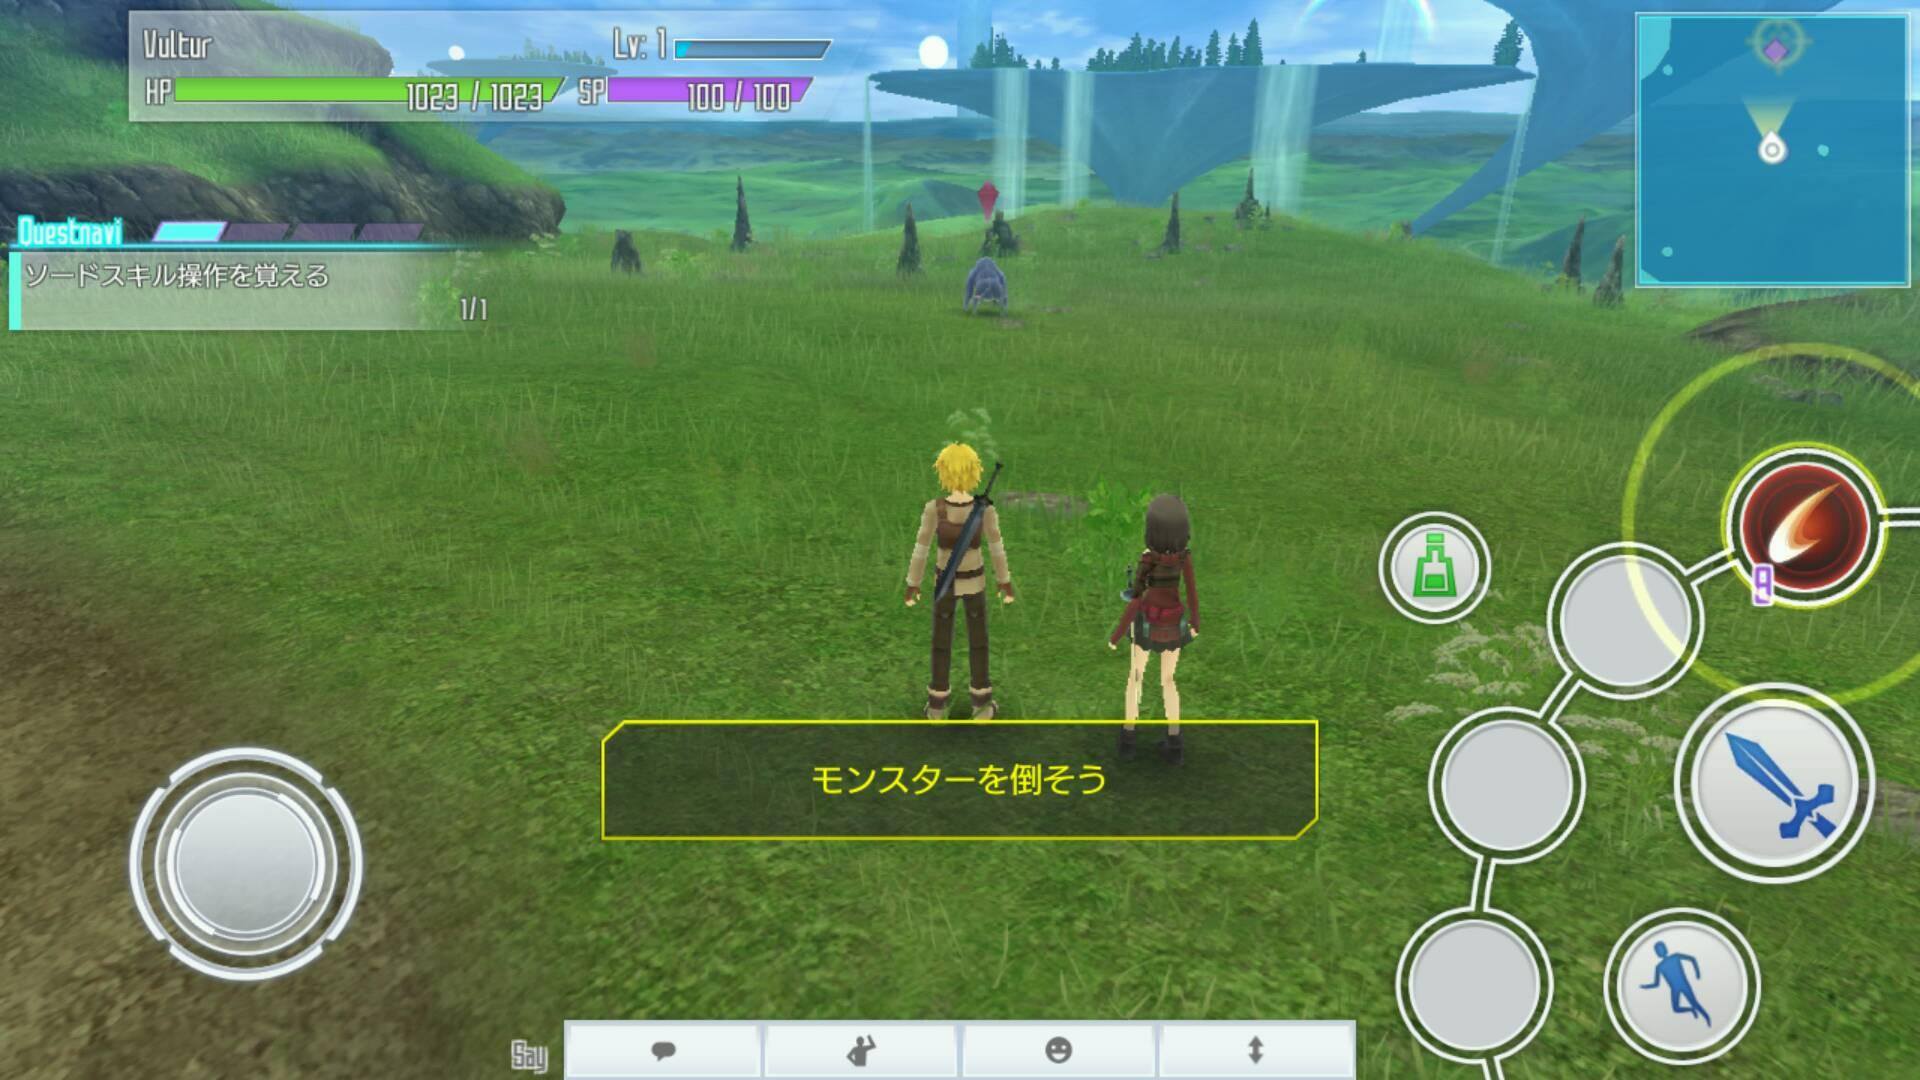 Vultur
Lv: 1
HP 1023 / 1023
SP 100 / 100
Questnavi
ソードスキル操作を覚える
1/1
9
モンスターを倒そう
Say